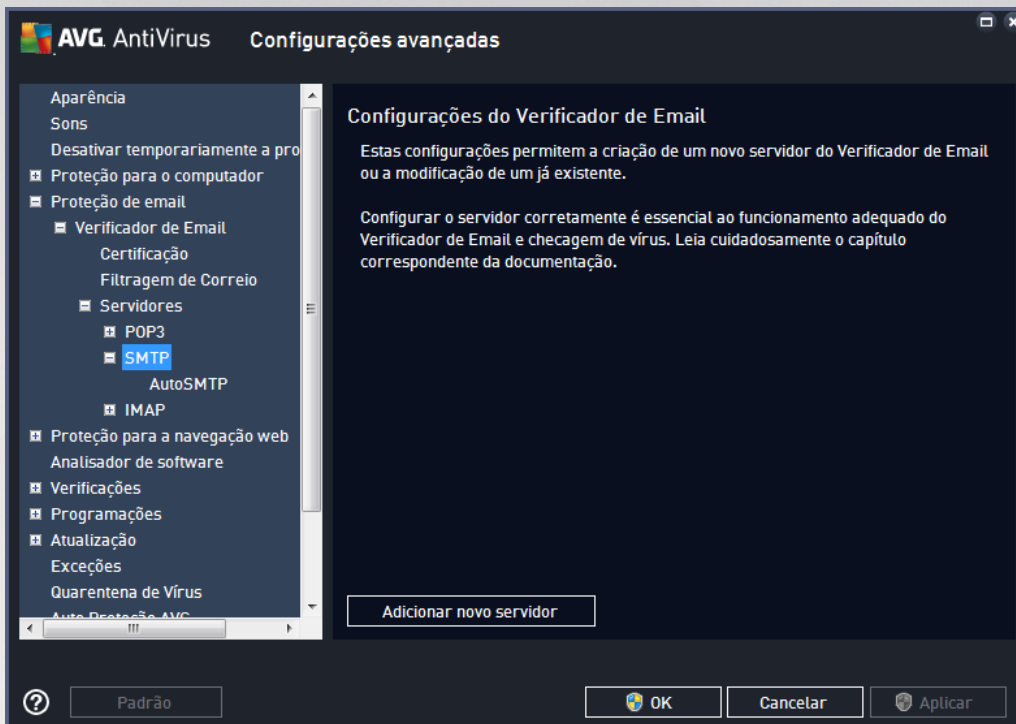 AVG. AntiVirus Configurações avançadas
Aparência
Sons
Desativar temporariamente a pro
Proteção para o computador
Proteção de email
Verificador de Email
Certificação
Filtragem de Correio
Servidores
POP3
SMTP
AutoSMTP
IMAP
Proteção para a navegação web
Analisador de software
Verificações
Programações
Atualização
Exceções
Quarentena de Vírus
Auto Proteção AVG
Configurações do Verificador de Email
Estas configurações permitem a criação de um novo servidor do Verificador de Email
ou a modificação de um já existente.
Configurar o servidor corretamente é essencial ao funcionamento adequado do
Verificador de Email e checagem de vírus. Leia cuidadosamente o capítulo
correspondente da documentação.
Adicionar novo servidor
Padrão
OK
Cancelar
Aplicar